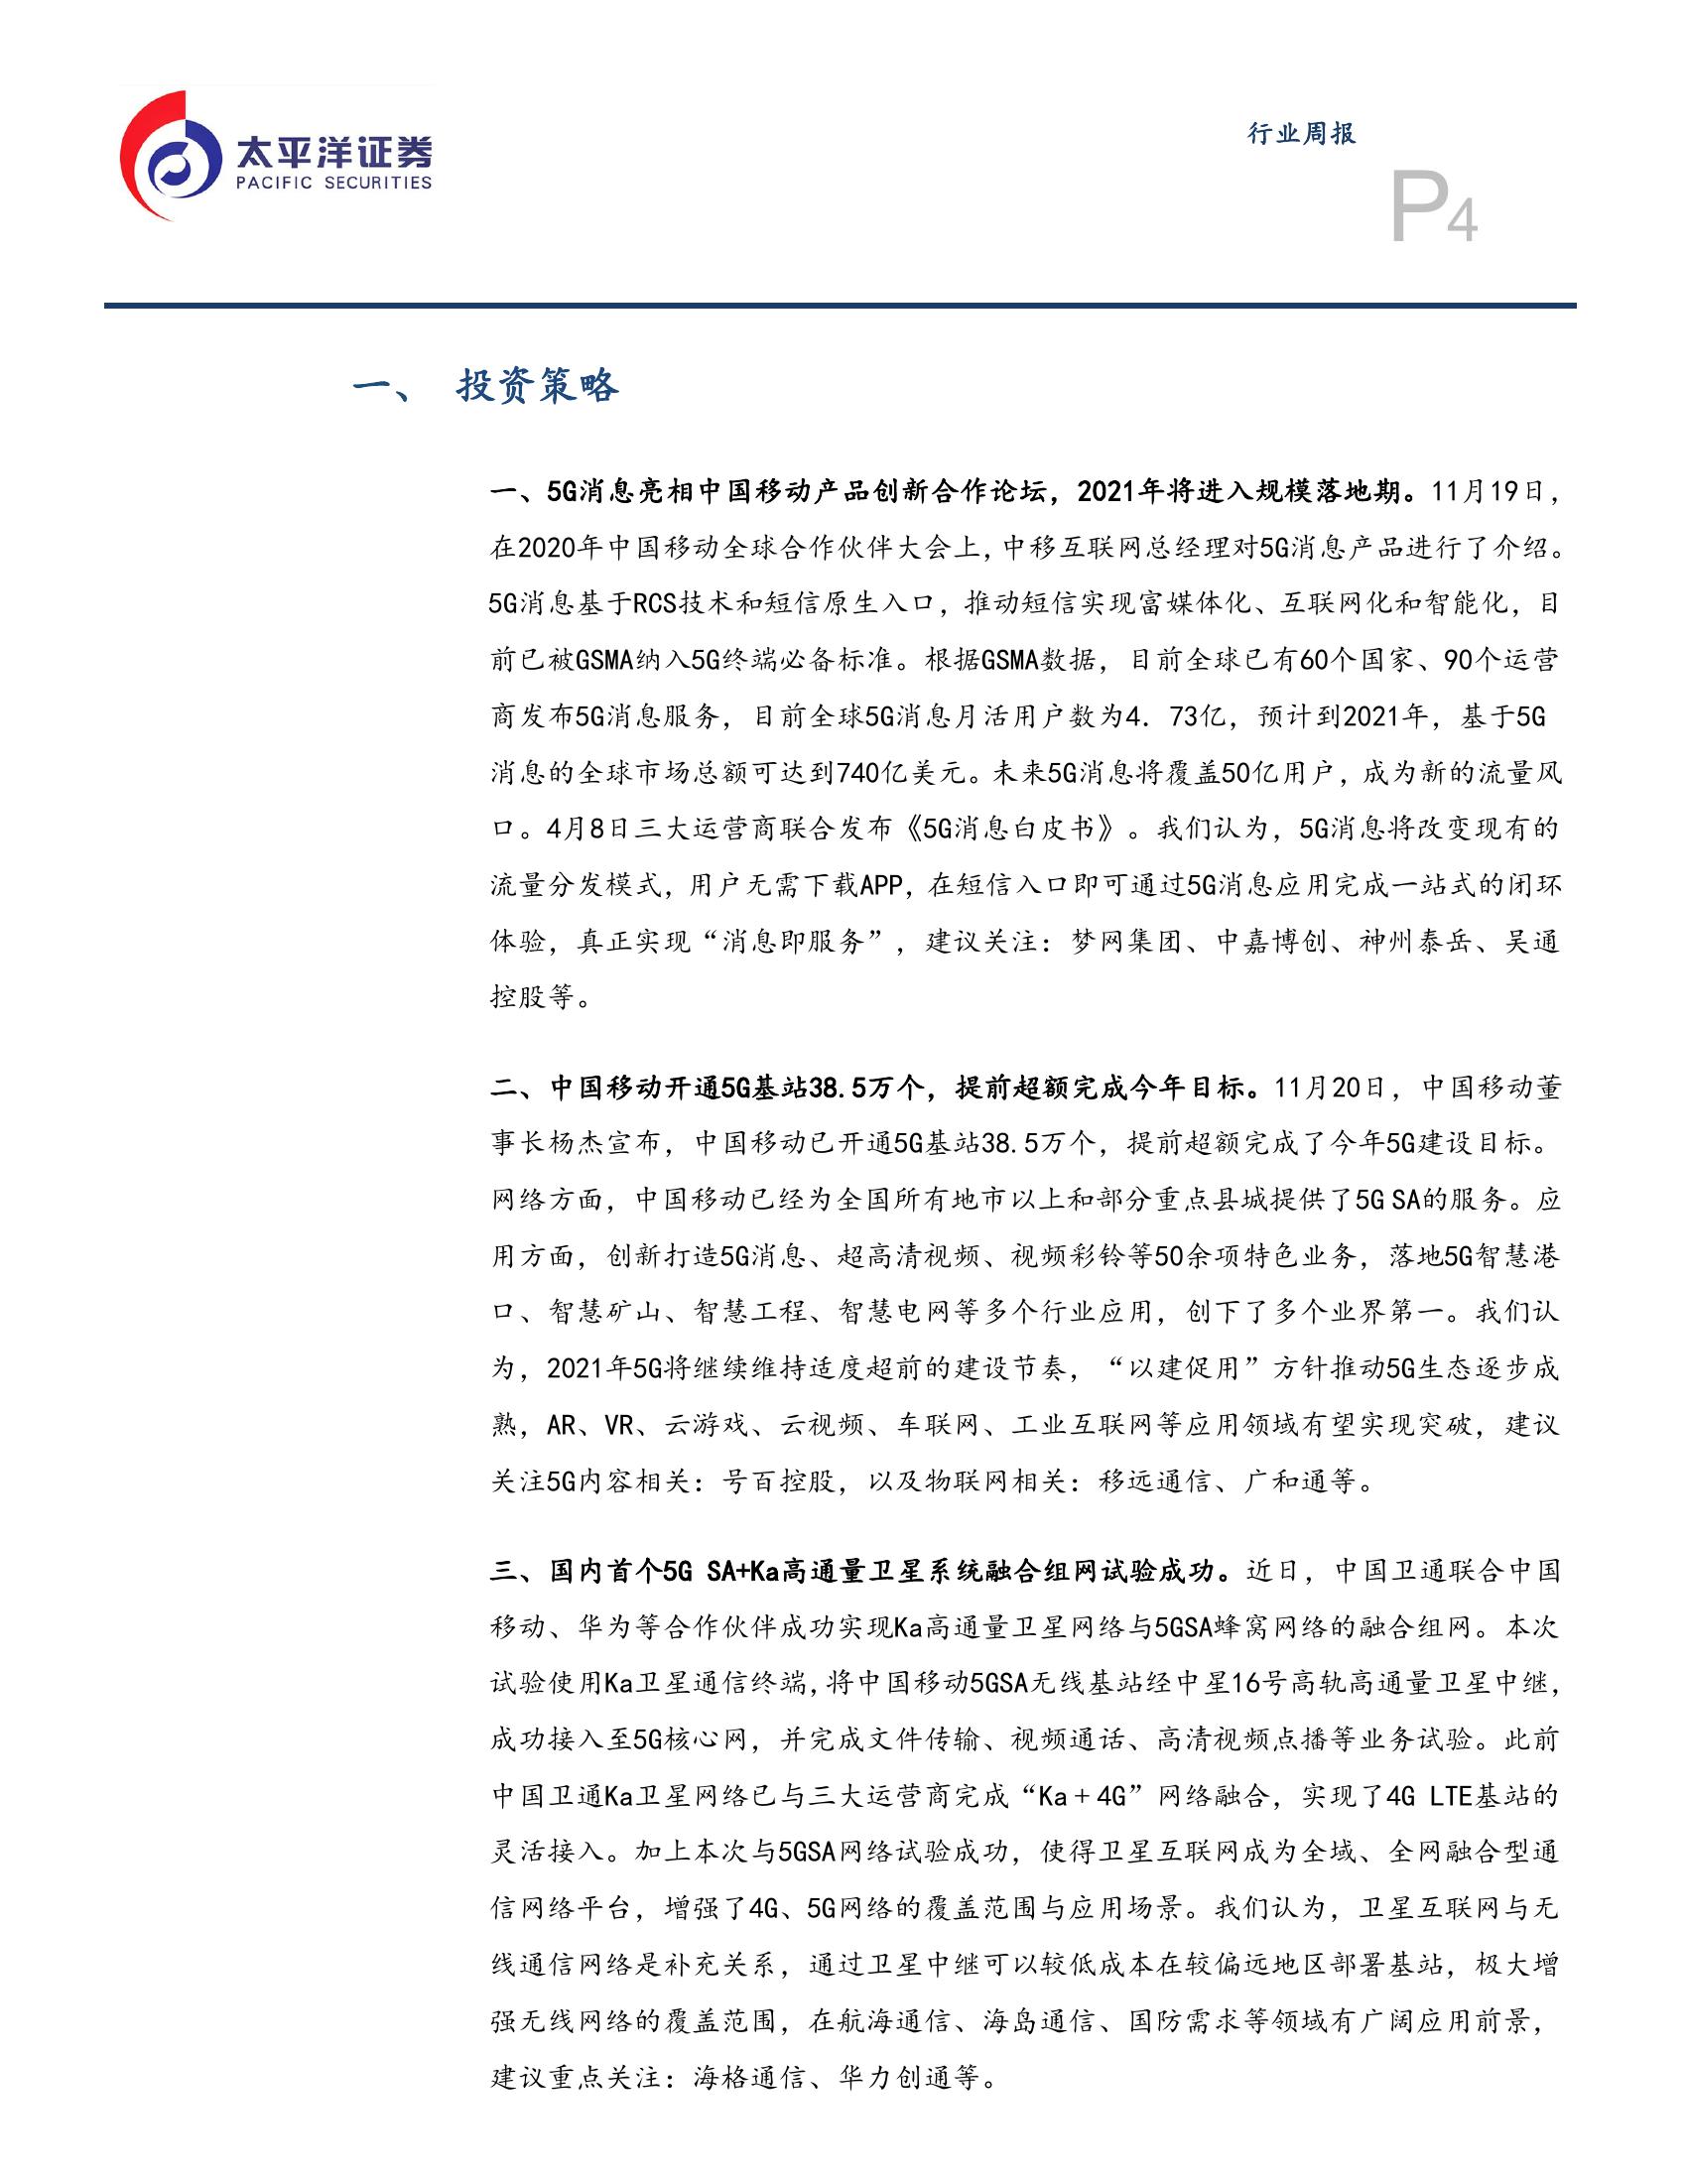 太平洋证券
PACIFIC SECURITIES
行业周报
P4
一、 投资策略
一、5G消息亮相中国移动产品创新合作论坛，2021年将进入规模落地期。11月19日，
在2020年中国移动全球合作伙伴大会上，中移互联网总经理对5G消息产品进行了介绍。
5G消息基于RCS技术和短信原生入口，推动短信实现富媒体化、互联网化和智能化，目
前已被GSMA纳入5G终端必备标准。根据GSMA数据，目前全球已有60个国家、90个运营
商发布5G消息服务，目前全球5G消息月活用户数为4．73亿，预计到2021年，基于5G
消息的全球市场总额可达到740亿美元。未来5G消息将覆盖50亿用户，成为新的流量风
口。4月8日三大运营商联合发布《5G消息白皮书》。我们认为，5G消息将改变现有的
流量分发模式，用户无需下载APP，在短信入口即可通过5G消息应用完成一站式的闭环
体验，真正实现“消息即服务”，建议关注：梦网集团、中嘉博创、神州泰岳、吴通
控股等。
二、中国移动开通5G基站38.5万个，提前超额完成今年目标。11月20日，中国移动董
事长杨杰宣布，中国移动已开通5G基站38.5万个，提前超额完成了今年5G建设目标。
网络方面，中国移动已经为全国所有地市以上和部分重点县城提供了5G SA的服务。应
用方面，创新打造5G消息、超高清视频、视频彩铃等50余项特色业务，落地5G智慧港
口、智慧矿山、智慧工程、智慧电网等多个行业应用，创下了多个业界第一。我们认
为，2021年5G将继续维持适度超前的建设节奏，“以建促用”方针推动5G生态逐步成
熟，AR、VR、云游戏、云视频、车联网、工业互联网等应用领域有望实现突破，建议
关注5G内容相关：号百控股，以及物联网相关：移远通信、广和通等。
三、国内首个5G SA+Ka高通量卫星系统融合组网试验成功。近日，中国卫通联合中国
移动、华为等合作伙伴成功实现Ka高通量卫星网络与5GSA蜂窝网络的融合组网。本次
试验使用Ka卫星通信终端，将中国移动5GSA无线基站经中星16号高轨高通量卫星中继，
成功接入至5G核心网，并完成文件传输、视频通话、高清视频点播等业务试验。此前
中国卫通Ka卫星网络已与三大运营商完成“Ka＋4G”网络融合，实现了4G LTE基站的
灵活接入。加上本次与5GSA网络试验成功，使得卫星互联网成为全域、全网融合型通
信网络平台，增强了4G、5G网络的覆盖范围与应用场景。我们认为，卫星互联网与无
线通信网络是补充关系，通过卫星中继可以较低成本在较偏远地区部署基站，极大增
强无线网络的覆盖范围，在航海通信、海岛通信、国防需求等领域有广阔应用前景，
建议重点关注：海格通信、华力创通等。